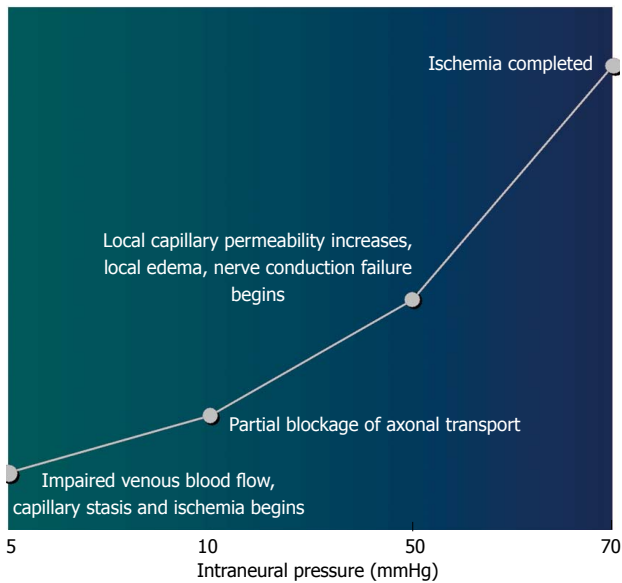 Ischemia completed
Local capillary permeability increases,
local edema, nerve conduction failure
begins
Partial blockage of axonal transport
Impaired venous blood flow,
capillary stasis and ischemia begins
5 10 50 70
Intraneural pressure (mmHg)